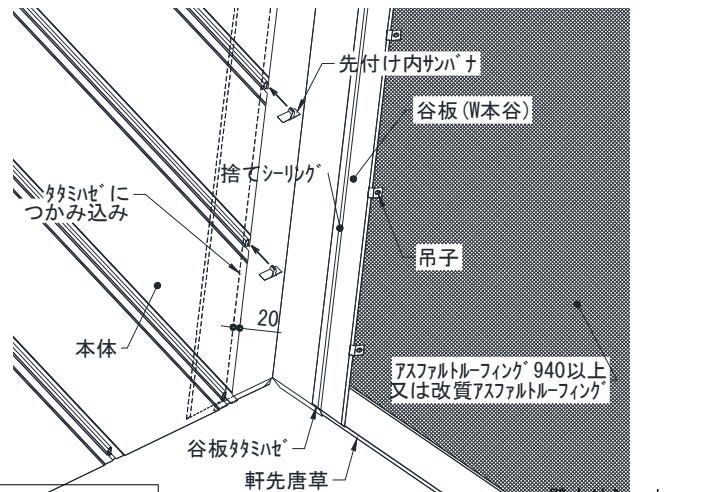 先付け内サンバナ
谷板(W本谷)
捨てシーリング
タタミハゼに
つかみ込み
吊子
20
本体
アスファルトルーフィング940以上
又は改質アスファルトルーフィング
谷板タタミハゼ
軒先唐草